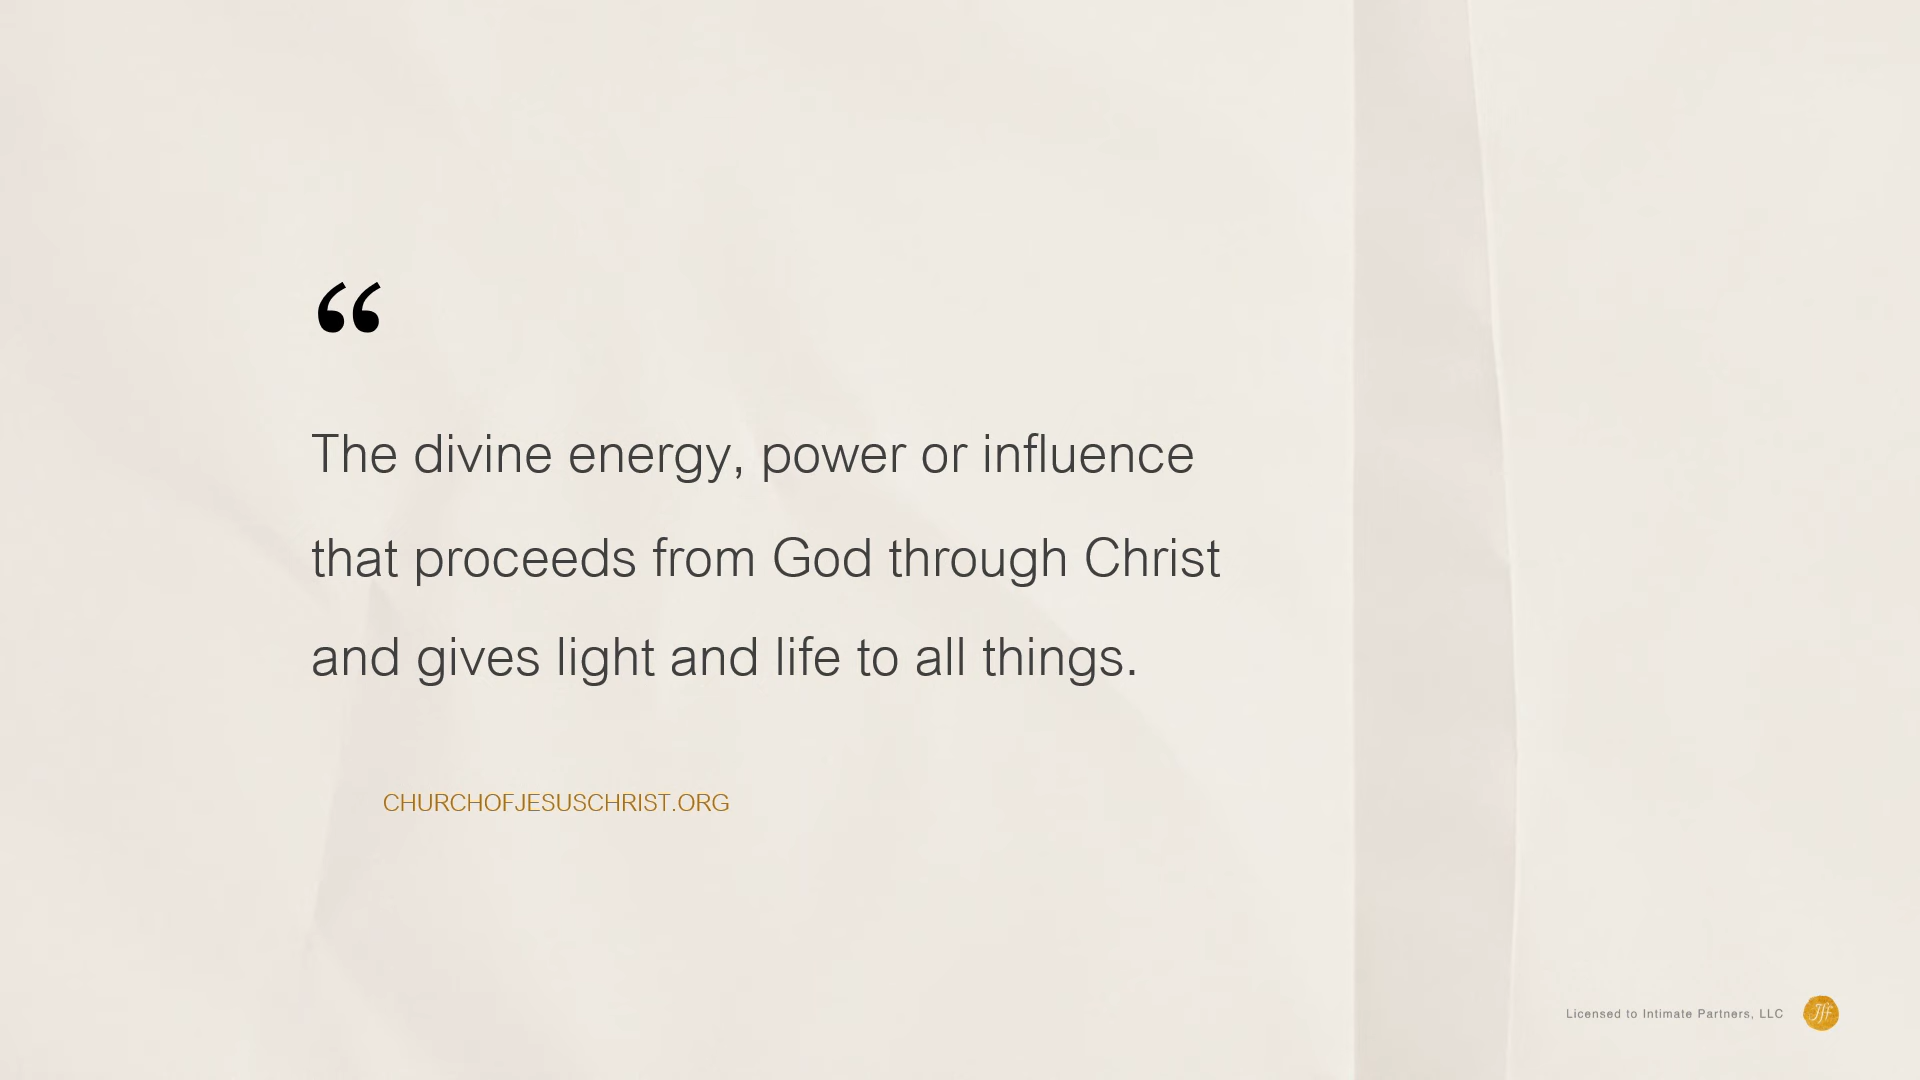 “
The divine energy, power or influence
that proceeds from God through Christ
and gives light and life to all things.
CHURCHOFJESUSCHRIST.ORG
Licensed to Intimate Partners, LLC